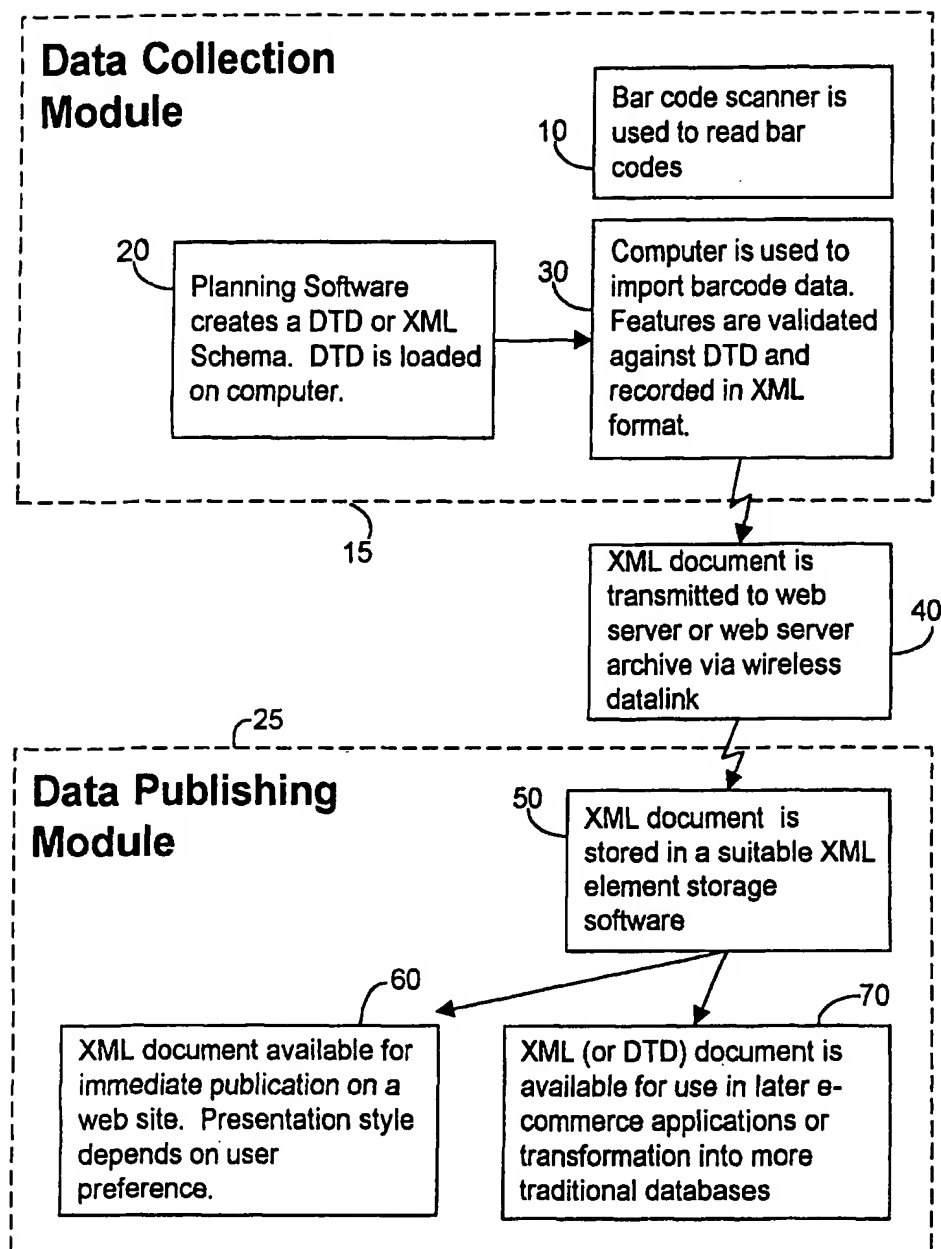 Data Collection
Module
Bar code scanner is
used to read bar
codes
10
20
Planning Software
creates a DTD or XML
Schema. DTD is loaded
on computer.
30
Computer is used to
import barcode data.
Features are validated
against DTD and
recorded in XML
format.
15
XML document is
transmitted to web
server or web server
archive via wireless
datalink
40
25
Data Publishing
Module
50
XML document is
stored in a suitable XML
element storage
software
60
XML document available for
immediate publication on a
web site. Presentation style
depends on user
preference.
70
XML (or DTD) document is
available for use in later e-
commerce applications or
transformation into more
traditional databases